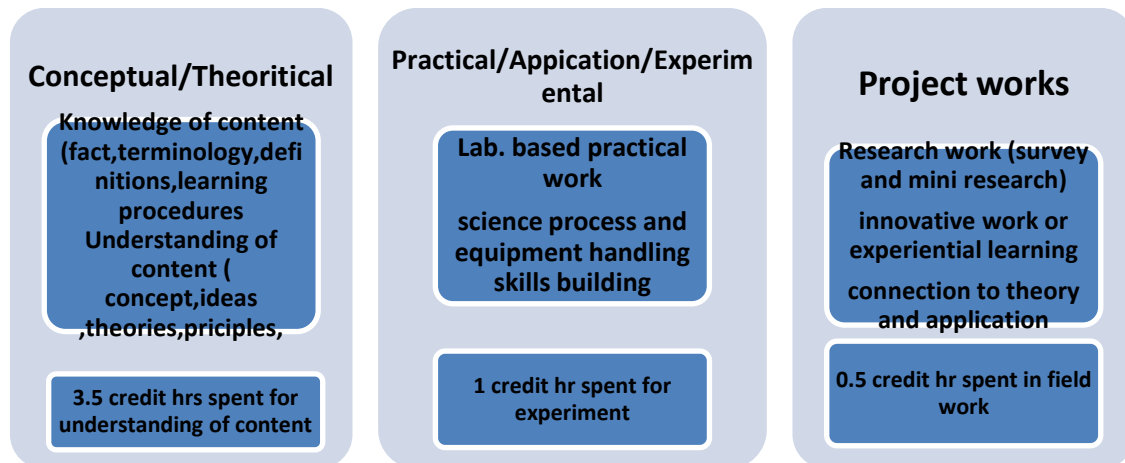 Conceptual/Theoritical
Knowledge of content
(fact,terminology,defi
nitions,learning
procedures
Understanding of
content (
concept,ideas
,theories,priciples,
3.5 credit hrs spent for
understanding of content
Practical/Appication/Experim
ental
Lab. based practical
work
science process and
equipment handling
skills building
1 credit hr spent for
experiment
Project works
Research work (survey
and mini research)
innovative work or
experiential learning
connection to theory
and application
0.5 credit hr spent in field
work